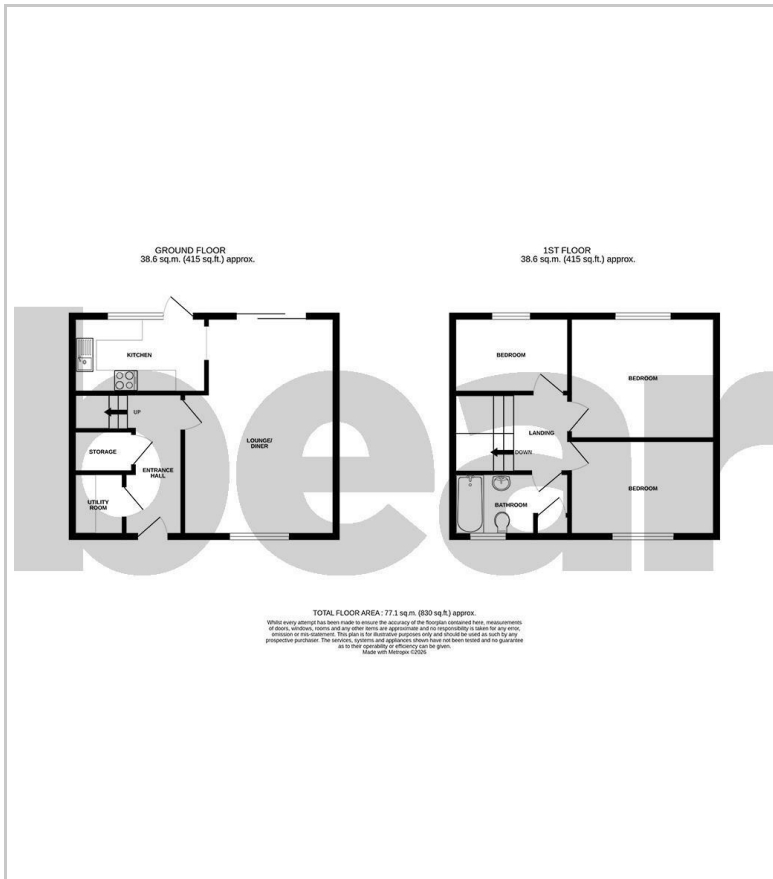 GROUND FLOOR
38.6 sq.m. (415 sq.ft.) approx.
KITCHEN
UP
STORAGE
ENTRANCE
HALL
UTILITY
ROOM
LOUNGE/
DINER
1ST FLOOR
38.6 sq.m. (415 sq.ft.) approx.
BEDROOM
BEDROOM
LANDING
DOWN
BEDROOM
BATHROOM
bear
TOTAL FLOOR AREA : 77.1 sq.m. (830 sq.ft.) approx.
Whilst every attempt has been made to ensure the accuracy of the floorplan contained here, measurements
of doors, windows, rooms and any other items are approximate and no responsibility is taken for any error,
omission or mis-statement. This plan is for illustrative purposes only and should be used as such by any
prospective purchaser. The services, systems and appliances shown have not been tested and no guarantee
as to their operability or efficiency can be given.
Made with Metropix ©2026